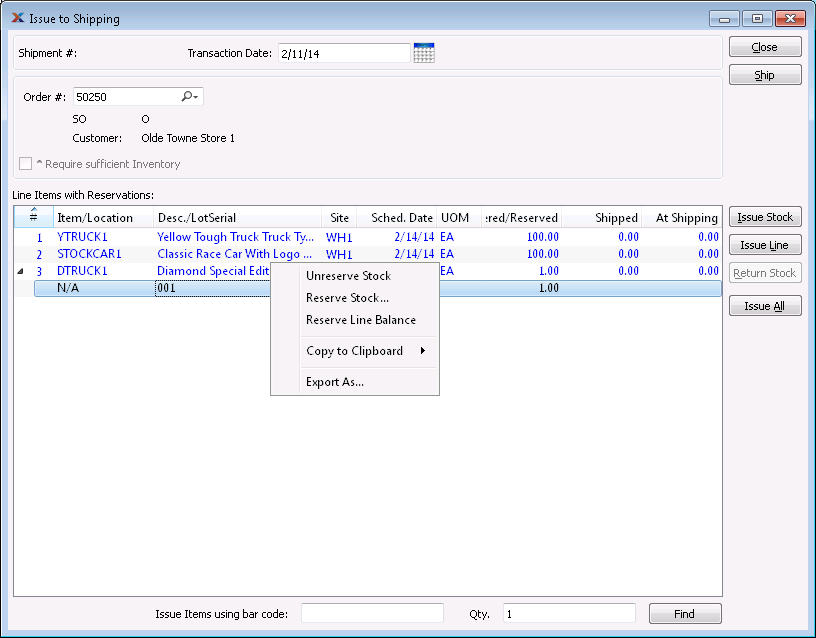 Issue to Shipping
Shipment #:
Transaction Date: 2/11/14
Close
Ship
Order #: 50250
SO O
Customer: Olde Towne Store 1
^ Require sufficient Inventory
Line Items with Reservations:
# Item/Location Desc./LotSerial Site Sched. Date UOM :red/Reserved Shipped At Shipping
1 YTRUCK1 Yellow Tough Truck Truck Ty... WH1 2/14/14 EA 100.00 0.00 0.00
2 STOCKCAR1 Classic Race Car With Logo ... WH1 2/14/14 EA 100.00 0.00 0.00
3 DTRUCK1 Diamond Special Edit EA 1.00 0.00 0.00
N/A 001 1.00
Unreserve Stock
Reserve Stock...
Reserve Line Balance
Copy to Clipboard
Export As...
Issue Stock
Issue Line
Return Stock
Issue All
Issue Items using bar code:
Qty. 1
Find